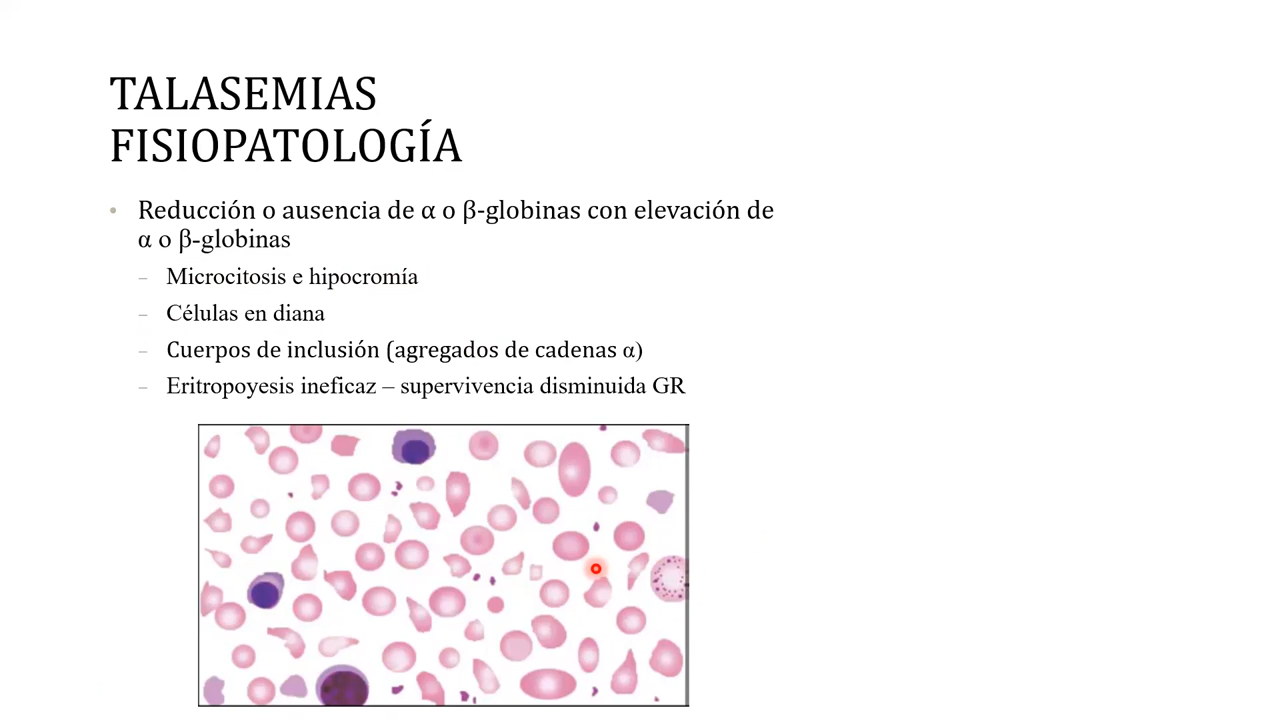 TALASEMIAS
FISIOPATOLOGÍA
• Reducción o ausencia de α o β-globinas con elevación de
α o β-globinas
– Microcitosis e hipocromía
– Células en diana
– Cuerpos de inclusión (agregados de cadenas α)
– Eritropoyesis ineficaz – supervivencia disminuida GR